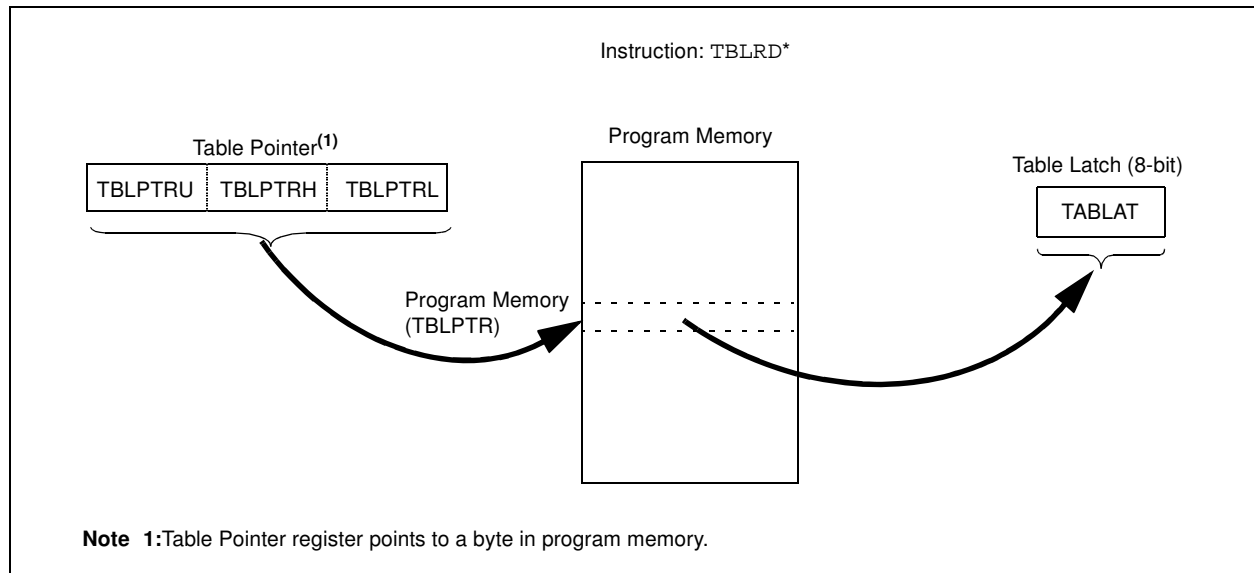 Instruction: TBLRD*
Table Pointer(1)
TBLPTRU TBLPTRH TBLPTRL
Program Memory
(TBLPTR)
Program Memory
Table Latch (8-bit)
TABLAT
Note 1:Table Pointer register points to a byte in program memory.